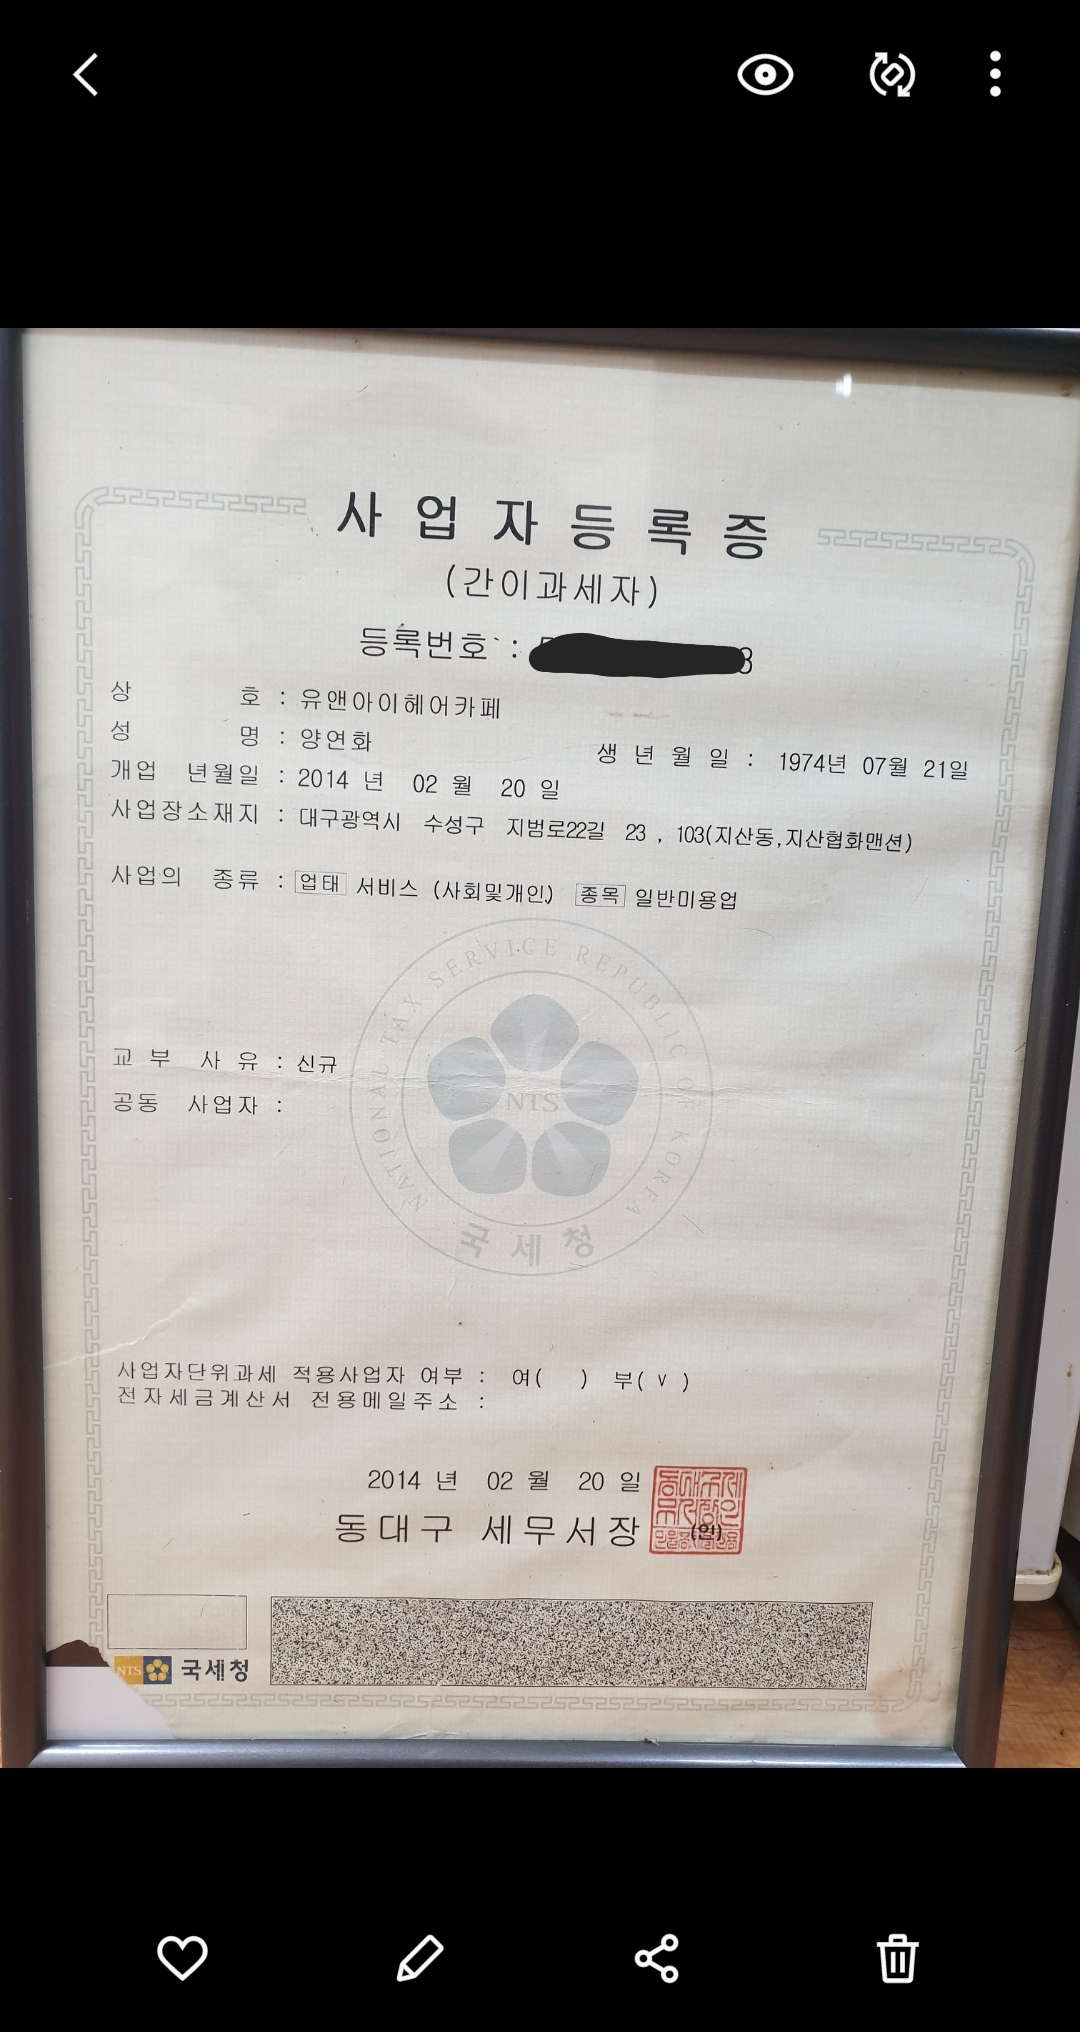 사업자등록증
(간이과세자)
등록번호 :
상 호 : 유앤아이헤어카페
성 명 : 양연화 생년월일 : 1974년 07월 21일
개업 년월일 : 2014 년 02 월 20 일
사업장소재지 : 대구광역시 수성구 지범로22길 23 , 103(지산동,지산협화맨션)
사업의 종류 : 업태 서비스 (사회및개인) 종목 일반미용업
NATIONAL TAX SERVICE REPUBLIC OF KOREA
NTS
국세청
교 부 사 유 : 신규
공동 사업자 :
사업자단위과세 적용사업자 여부 : 여( ) 부( v )
전자세금계산서 전용메일주소 :
2014 년 02 월 20 일
동대구 세무서장 (인)
NTS 국세청